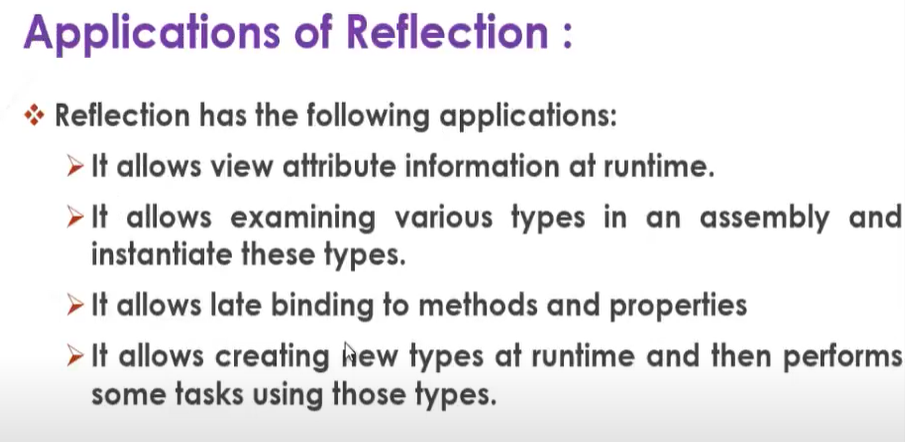 Applications of Reflection :
Reflection has the following applications:
It allows view attribute information at runtime.
It allows examining various types in an assembly and
instantiate these types.
It allows late binding to methods and properties
It allows creating new types at runtime and then performs
some tasks using those types.